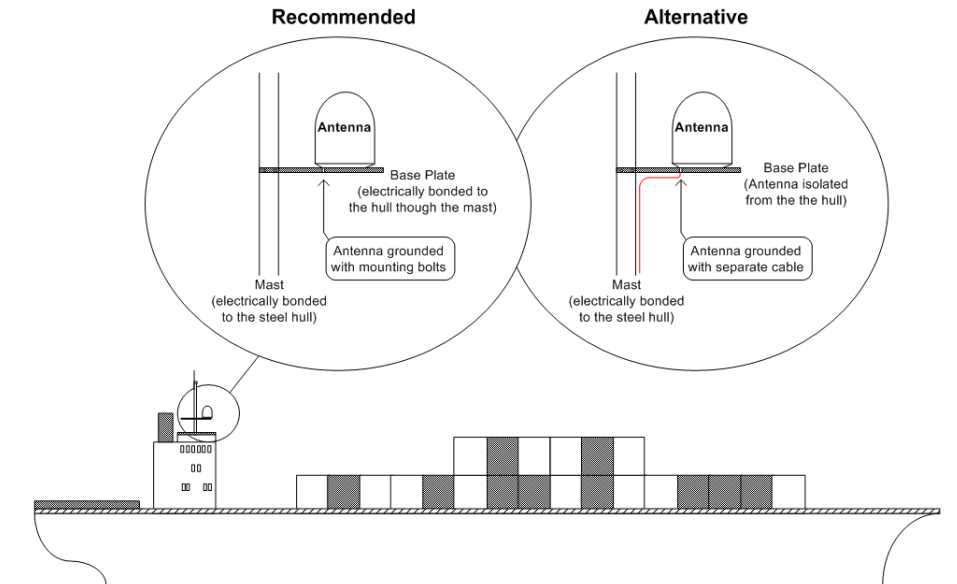 Recommended
Alternative
Antenna
Base Plate
(electrically bonded to
the hull though the mast)
Antenna grounded
with mounting bolts
Mast
(electrically bonded
to the steel hull)
Antenna
Base Plate
(Antenna isolated
from the the hull)
Antenna grounded
with separate cable
Mast
(electrically bonded
to the steel hull)